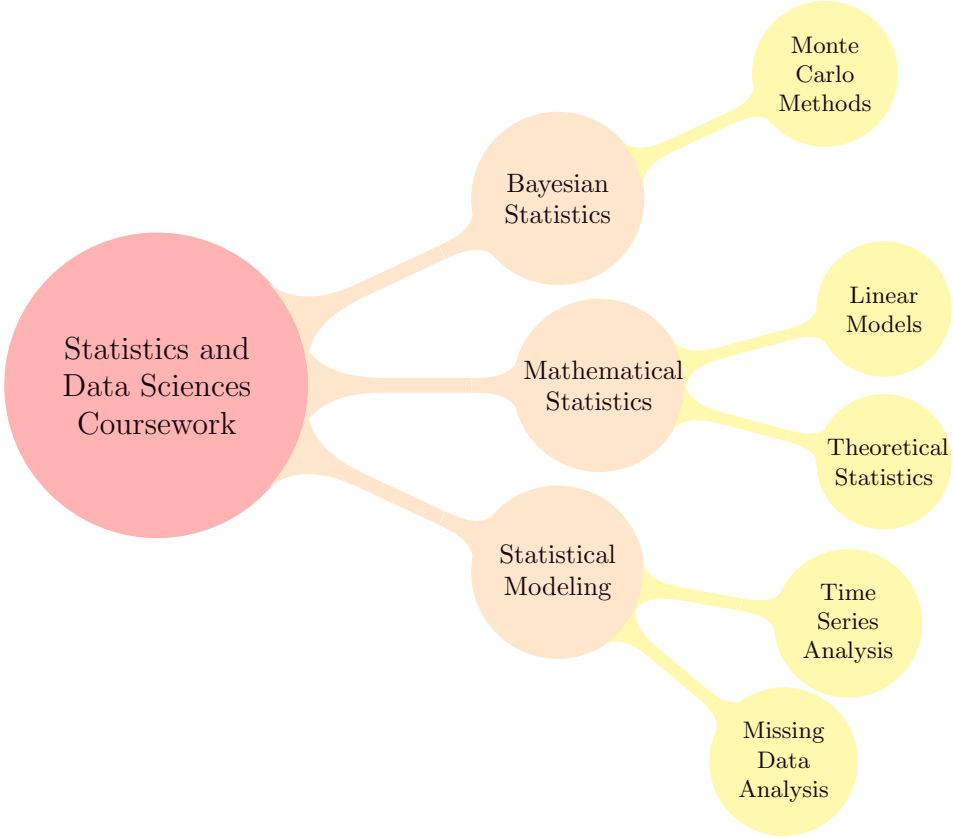 Statistics and
Data Sciences
Coursework
Bayesian
Statistics
Monte
Carlo
Methods
Mathematical
Statistics
Linear
Models
Theoretical
Statistics
Statistical
Modeling
Time
Series
Analysis
Missing
Data
Analysis